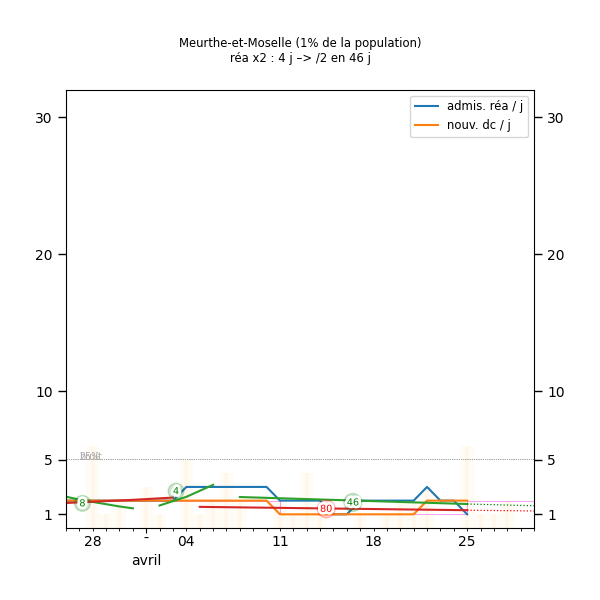 Meurthe-et-Moselle (1% de la population)
réa x2 : 4 j –> /2 en 46 j
admis. réa / j
nouv. dc / j
30 30
20 20
10 10
5 5
1 1
8
4
46
80
28 - 04 11 18 25
avril